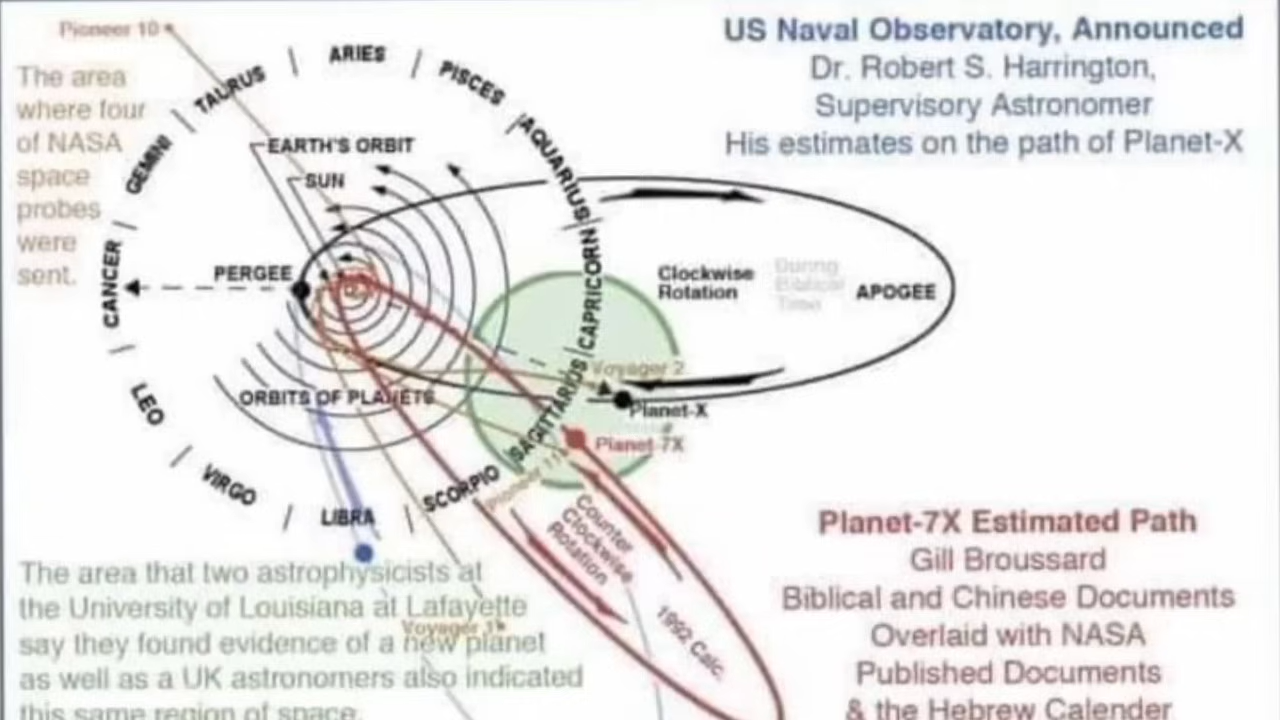 Pioneer 10
The area
where four
of NASA
space
probes
were
sent.
US Naval Observatory, Announced
Dr. Robert S. Harrington,
Supervisory Astronomer
His estimates on the path of Planet-X
ARIES
PISCES
AQUARIUS
CAPRICORN
SAGITTARIUS
SCORPIO
LIBRA
VIRGO
LEO
CANCER
GEMINI
TAURUS
EARTH'S ORBIT
SUN
PERGEE
ORBITS OF PLANETS
Clockwise
Rotation
During
Biblical
Time
APOGEE
Voyager 2
Planet-X
Planet-7X
Pioneer 11
Counter
Clockwise
Rotation
1992 Calc.
Voyager 1
The area that two astrophysicists at
the University of Louisiana at Lafayette
say they found evidence of a new planet
as well as a UK astronomers also indicated
this same region of space.
Planet-7X Estimated Path
Gill Broussard
Biblical and Chinese Documents
Overlaid with NASA
Published Documents
& the Hebrew Calender